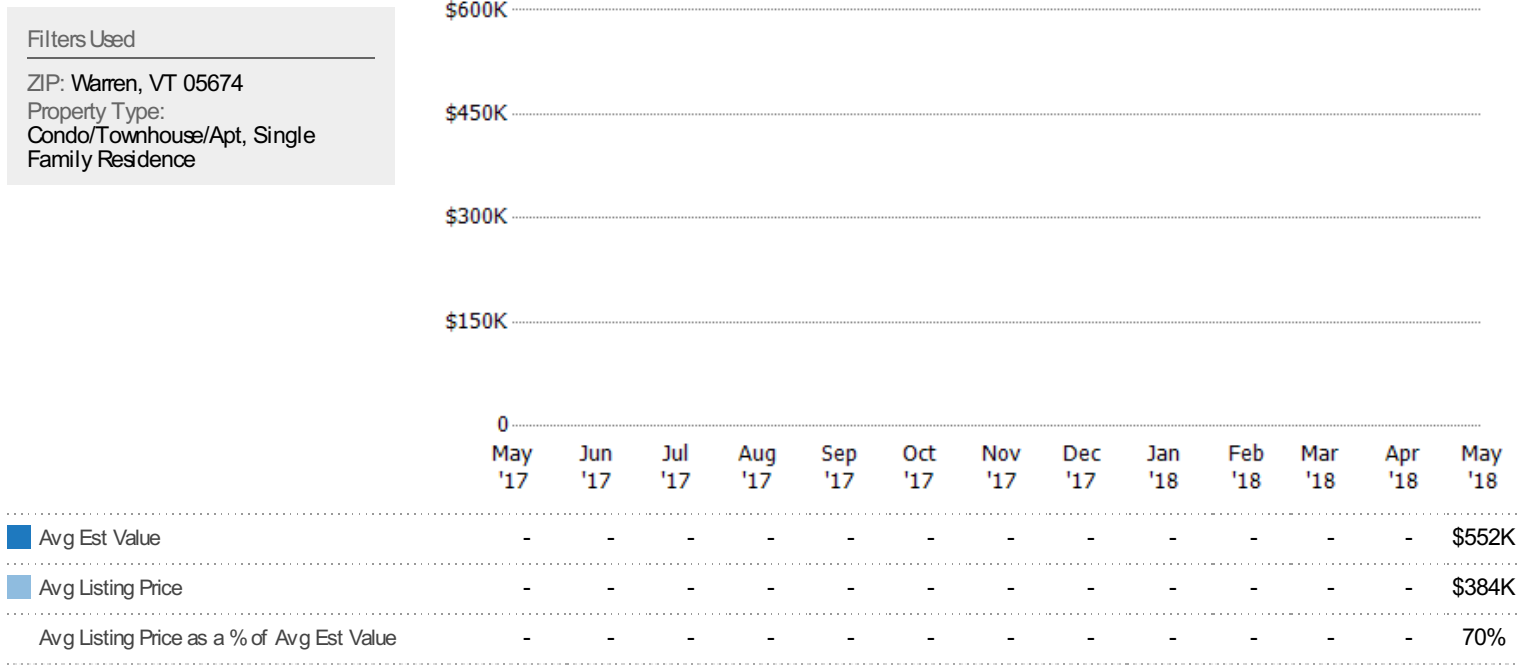 Filters Used
ZIP: Warren, VT 05674
Property Type:
Condo/Townhouse/Apt, Single
Family Residence
$600K
$450K
$300K
$150K
0
May Jun Jul Aug Sep Oct Nov Dec Jan Feb Mar Apr May
'17 '17 '17 '17 '17 '17 '17 '17 '18 '18 '18 '18 '18
Avg Est Value - - - - - - - - - - - - $552K
Avg Listing Price - - - - - - - - - - - - $384K
Avg Listing Price as a % of Avg Est Value - - - - - - - - - - - - 70%